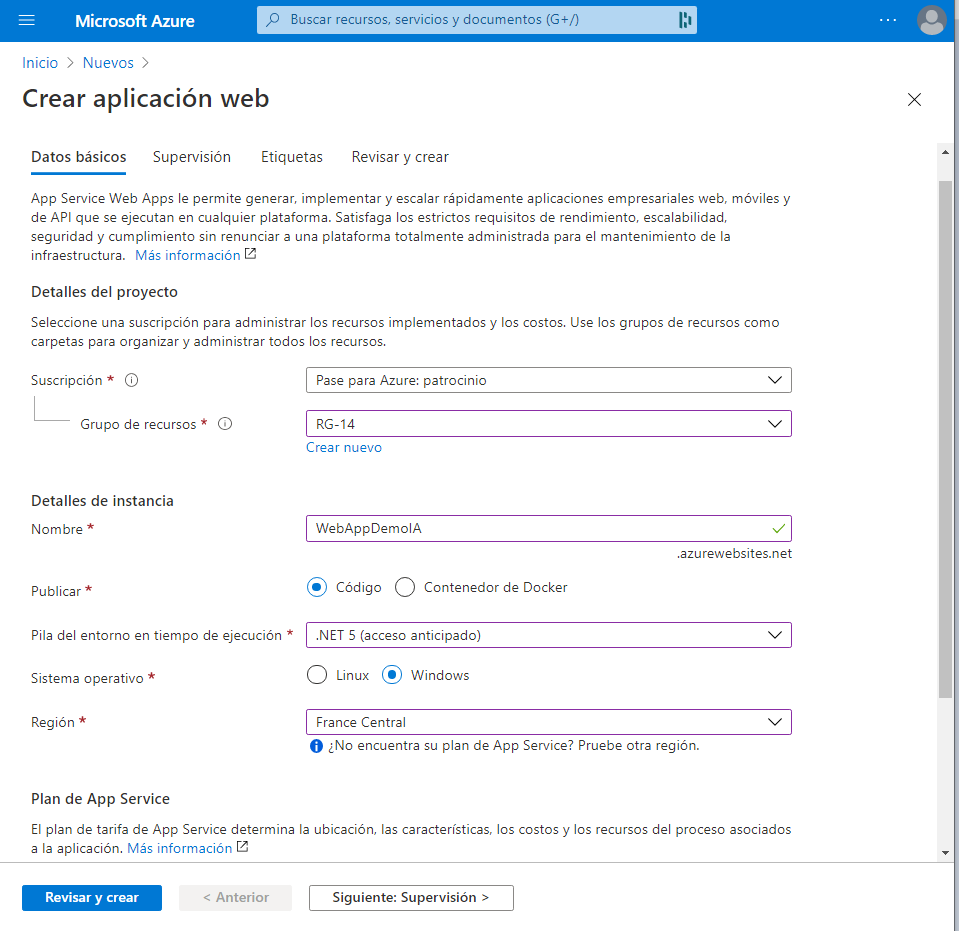 Microsoft Azure
Buscar recursos, servicios y documentos (G+/)
Inicio > Nuevos >
Crear aplicación web
Datos básicos Supervisión Etiquetas Revisar y crear
App Service Web Apps le permite generar, implementar y escalar rápidamente aplicaciones empresariales web, móviles y
de API que se ejecutan en cualquier plataforma. Satisfaga los estrictos requisitos de rendimiento, escalabilidad,
seguridad y cumplimiento sin renunciar a una plataforma totalmente administrada para el mantenimiento de la
infraestructura. Más información
Detalles del proyecto
Seleccione una suscripción para administrar los recursos implementados y los costos. Use los grupos de recursos como
carpetas para organizar y administrar todos los recursos.
Suscripción * Pase para Azure: patrocinio
Grupo de recursos * RG-14
Crear nuevo
Detalles de instancia
Nombre * WebAppDemoIA
.azurewebsites.net
Publicar * Código Contenedor de Docker
Pila del entorno en tiempo de ejecución * .NET 5 (acceso anticipado)
Sistema operativo * Linux Windows
Región * France Central
¿No encuentra su plan de App Service? Pruebe otra región.
Plan de App Service
El plan de tarifa de App Service determina la ubicación, las características, los costos y los recursos del proceso asociados
a la aplicación. Más información
Revisar y crear < Anterior Siguiente: Supervisión >